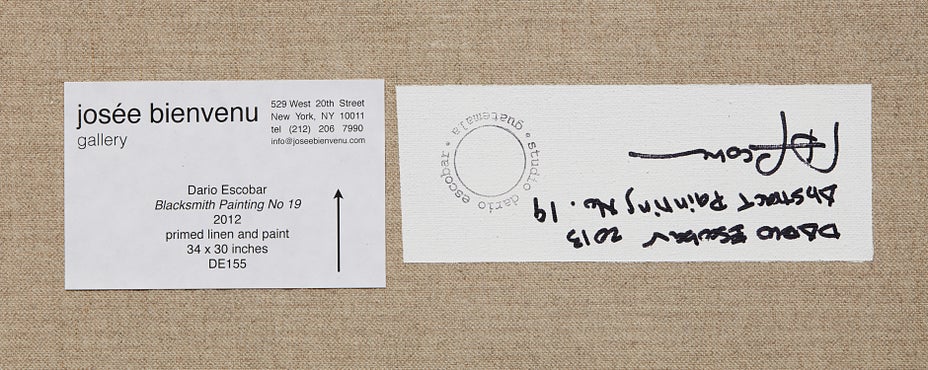 josée bienvenu
gallery
529 West 20th Street
New York, NY 10011
tel (212) 206 7990
info@joseebienvenu.com
Dario Escobar
Blacksmith Painting No 19
2012
primed linen and paint
34 x 30 inches
DE155
DARIO ESCOBAR 2013
Abstract Painting No. 19
• studio dario escobar • guatemala